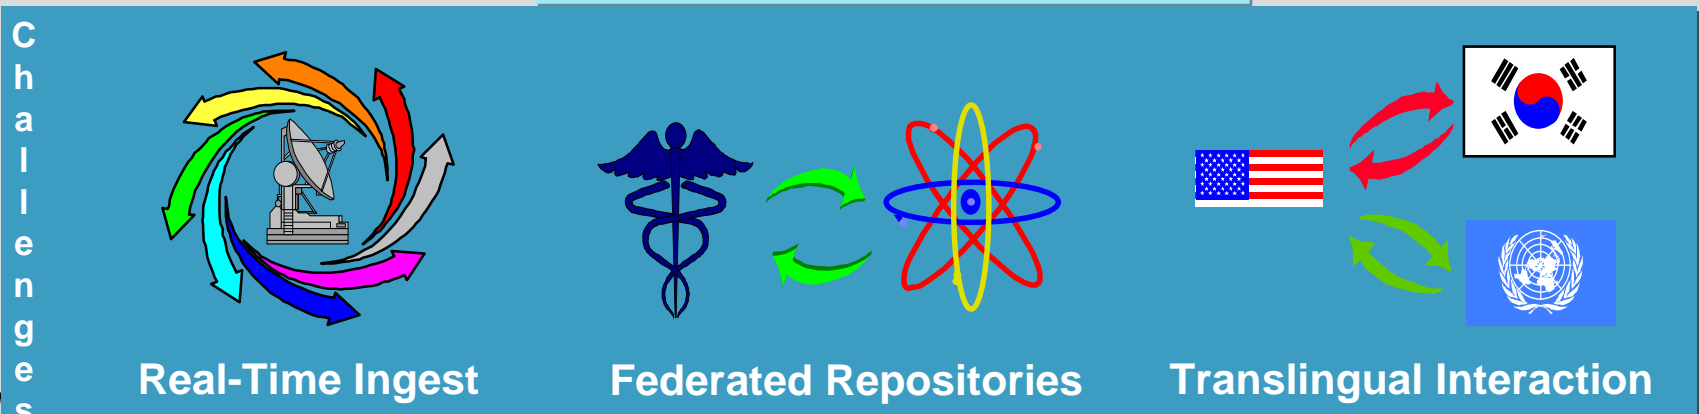 Challenges
Real-Time Ingest
Federated Repositories
Translingual Interaction